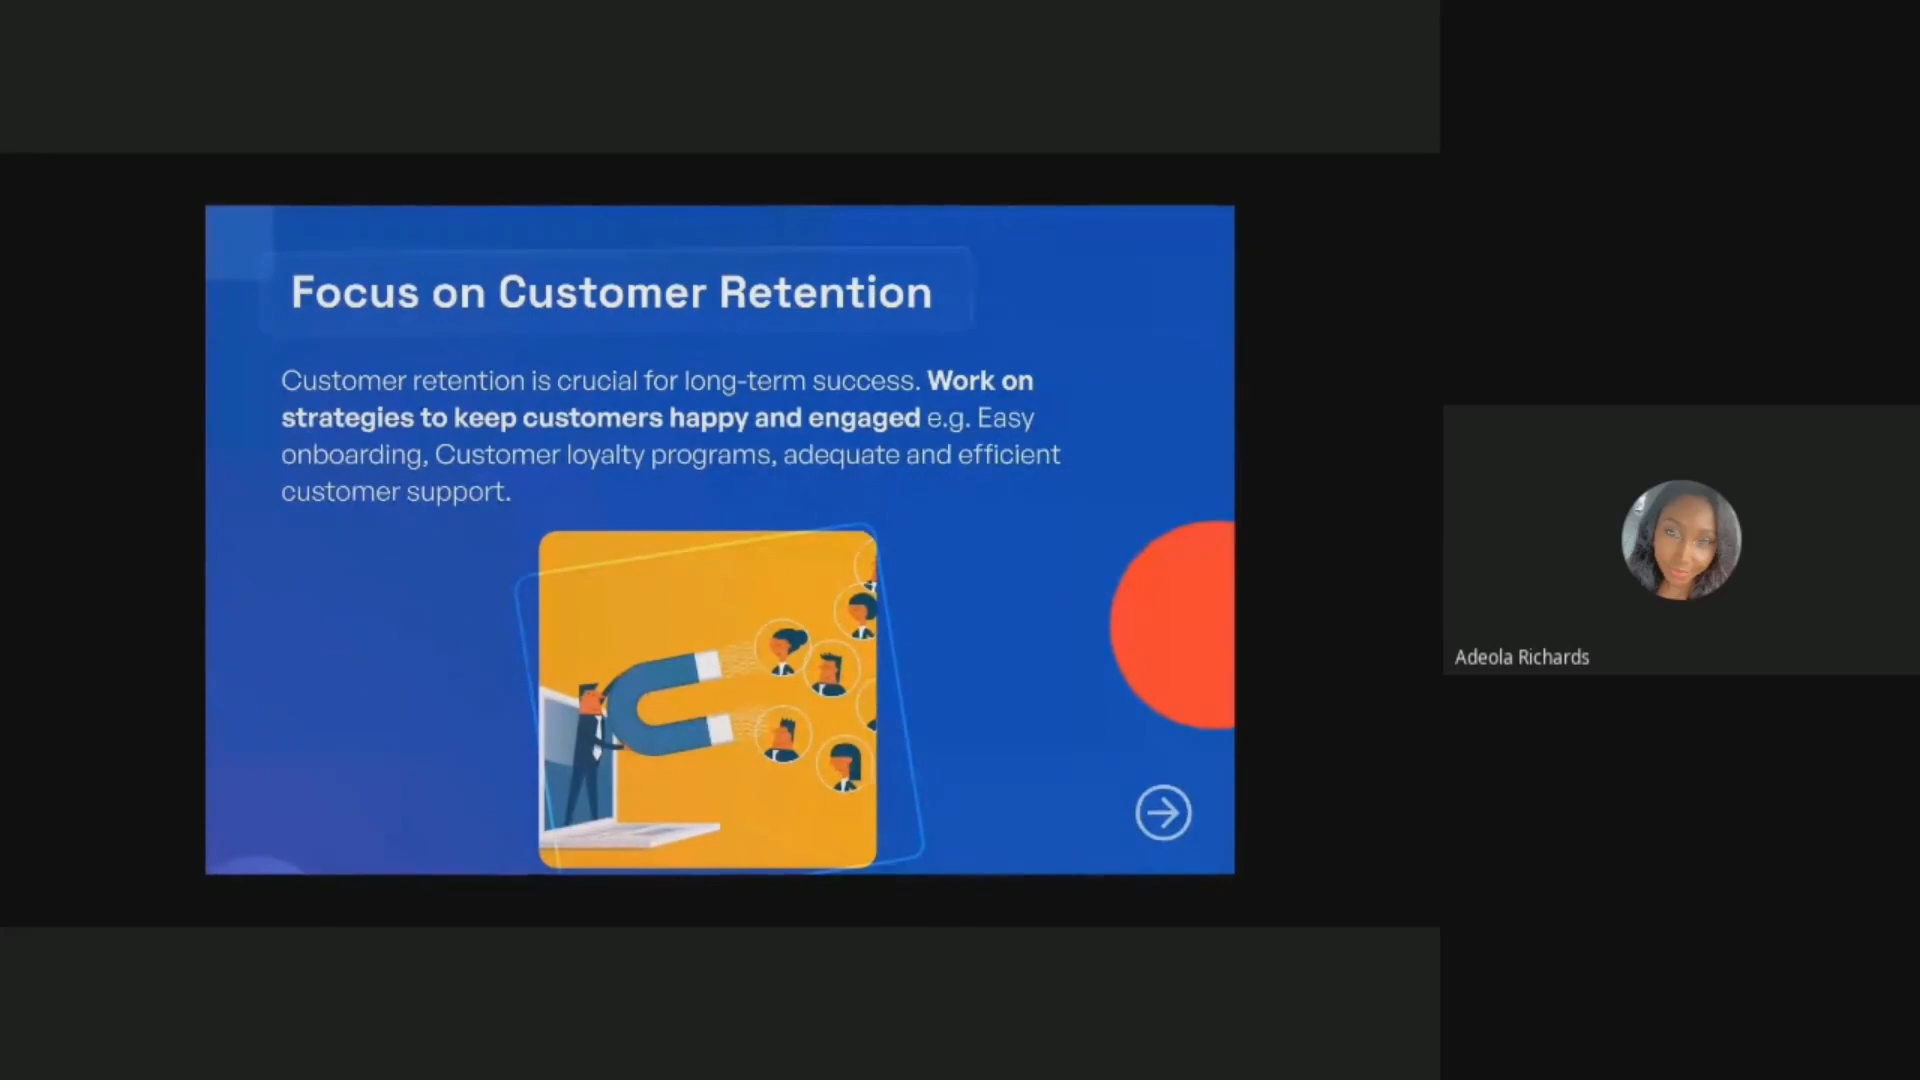 Focus on Customer Retention
Customer retention is crucial for long-term success. Work on
strategies to keep customers happy and engaged e.g. Easy
onboarding, Customer loyalty programs, adequate and efficient
customer support.
Adeola Richards